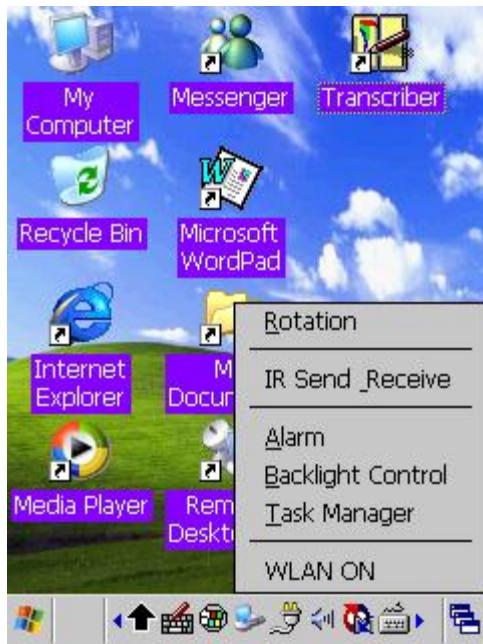 My Computer
Messenger
Transcriber
Recycle Bin
Microsoft WordPad
Internet Explorer
Media Player
Rotation
IR Send _Receive
Alarm
Backlight Control
Task Manager
WLAN ON